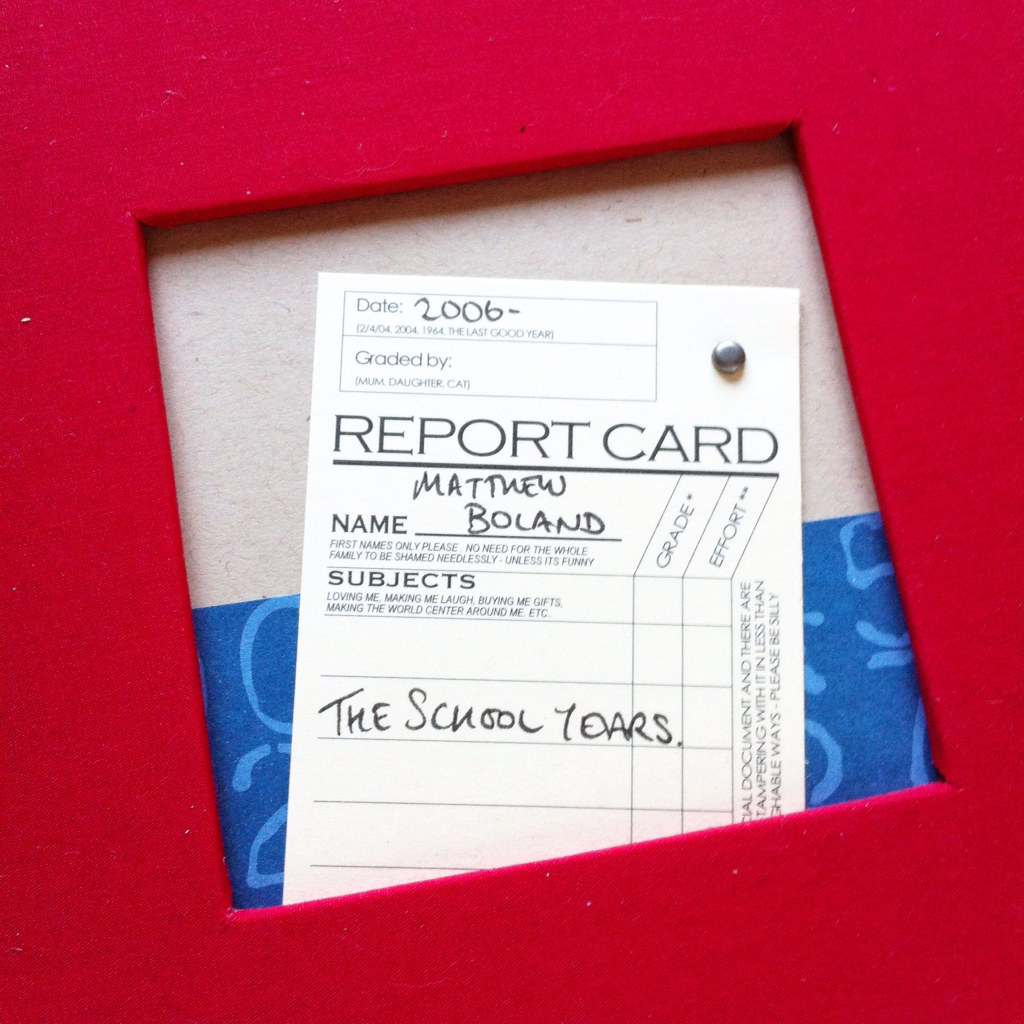 Date: 2006-
(2/4/04, 2004, 1964, THE LAST GOOD YEAR)
Graded by:
(MUM, DAUGHTER, CAT)
REPORT CARD
MATTHEW
NAME BOLAND
FIRST NAMES ONLY PLEASE. NO NEED FOR THE WHOLE
FAMILY TO BE SHAMED NEEDLESSLY - UNLESS ITS FUNNY
GRADE *
EFFORT **
SUBJECTS
LOVING ME, MAKING ME LAUGH, BUYING ME GIFTS,
MAKING THE WORLD CENTER AROUND ME. ETC..
THE SCHOOL YEARS.
IAL DOCUMENT AND THERE ARE
TAMPERING WITH IT IN LESS THAN
GHABLE WAYS - PLEASE BE SILLY